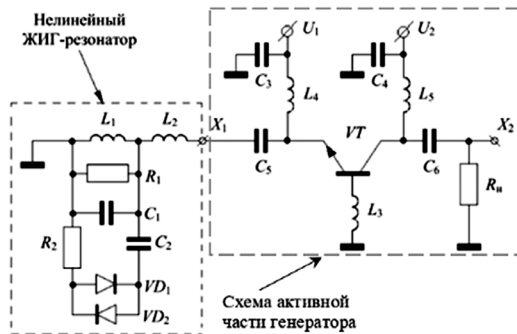 Нелинейный
ЖИГ-резонатор
U1 U2
C3 C4
L1 L2 X1 L4 L5 X2
VT
C5 C6
R1
C1 L3 Rн
R2 C2
VD1
VD2
Схема активной
части генератора